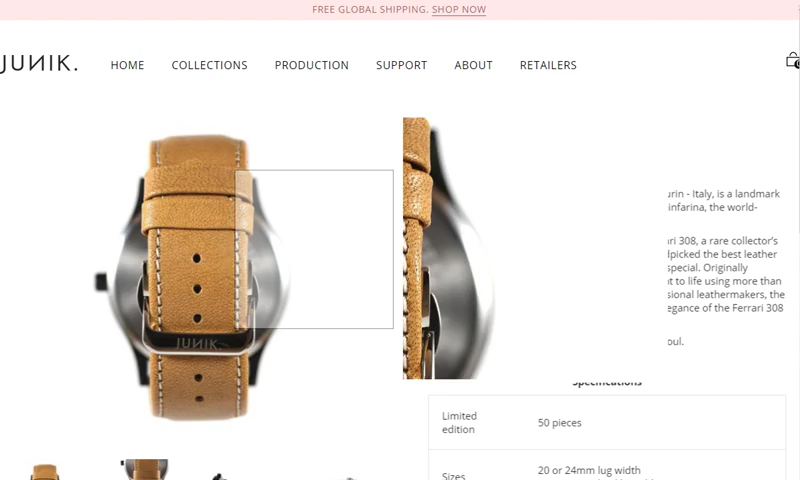 FREE GLOBAL SHIPPING. SHOP NOW
JUNIK.
HOME COLLECTIONS PRODUCTION SUPPORT ABOUT RETAILERS
urin - Italy, is a landmark
infarina, the world-
ri 308, a rare collector's
dpicked the best leather
special. Originally
t to life using more than
sional leathermakers, the
egance of the Ferrari 308
oul.
JUNIK.
Specifications
Limited edition
50 pieces
Sizes
20 or 24mm lug width